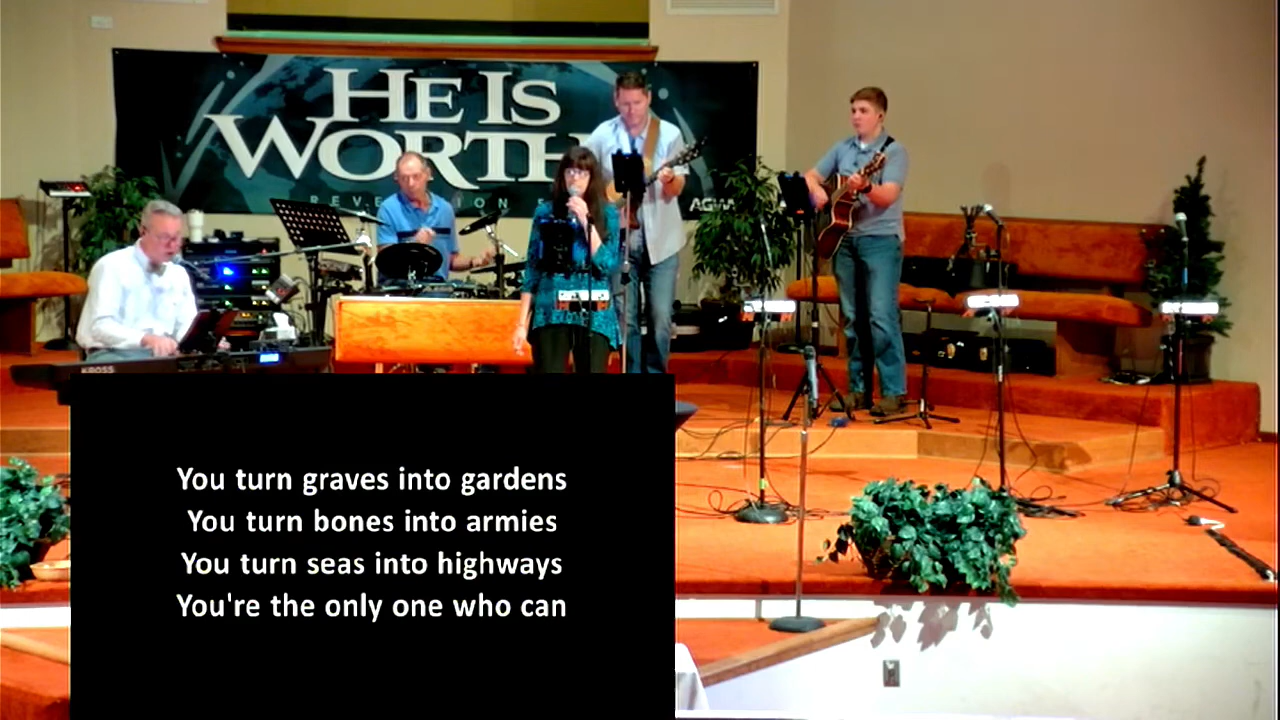 HE IS
WORTH
REVE
KROSS
You turn graves into gardens
You turn bones into armies
You turn seas into highways
You're the only one who can